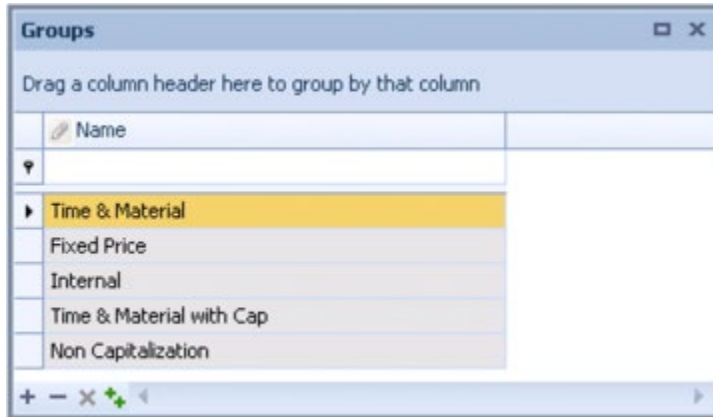 Groups
Drag a column header here to group by that column
Name
Time & Material
Fixed Price
Internal
Time & Material with Cap
Non Capitalization